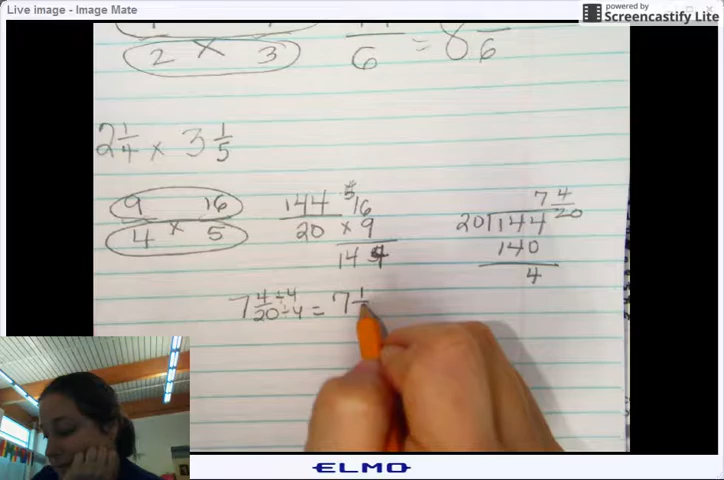 Live image - Image Mate
powered by
Screencastify Lite
2 × 3
6 = 8 6
2 1/4 × 3 1/5
9 16
4 × 5
144
20
5
16
× 9
144
7 4/20
20)144
140
4
7 4÷4/20÷4 = 7 1/
ELMO